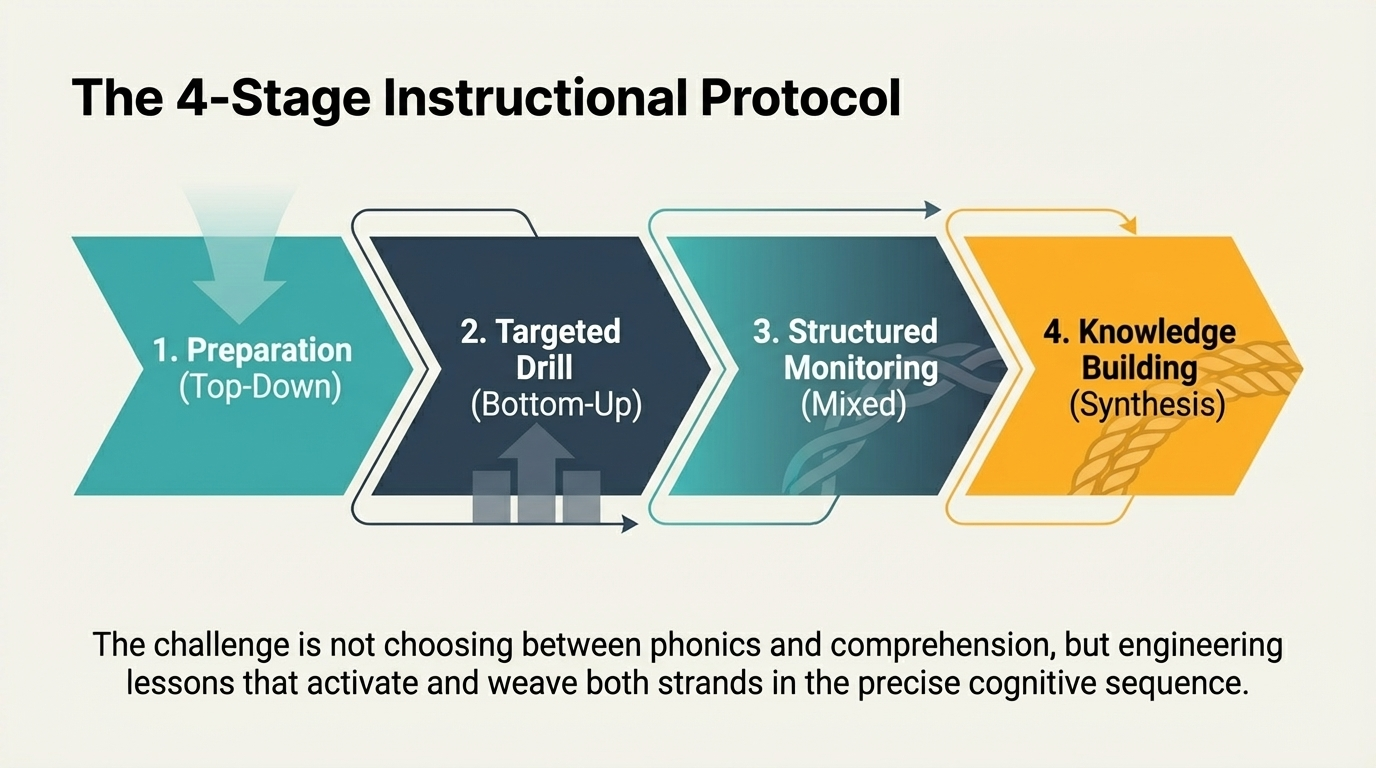 The 4-Stage Instructional Protocol
1. Preparation
(Top-Down)
2. Targeted
Drill
(Bottom-Up)
3. Structured
Monitoring
(Mixed)
4. Knowledge
Building
(Synthesis)
The challenge is not choosing between phonics and comprehension, but engineering
lessons that activate and weave both strands in the precise cognitive sequence.